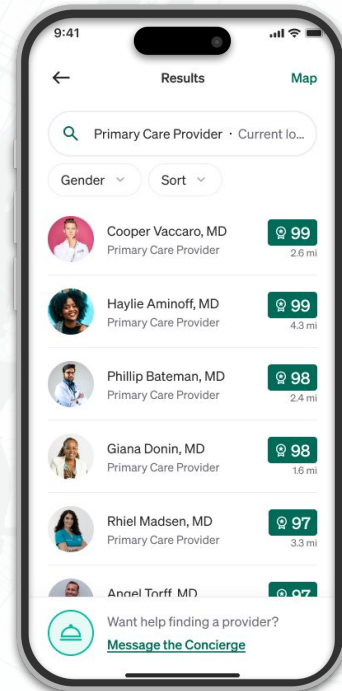 9:41
Results
Map
Primary Care Provider · Current lo...
Gender
Sort
Cooper Vaccaro, MD
99
Primary Care Provider
2.6 mi
Haylie Aminoff, MD
99
Primary Care Provider
4.3 mi
Phillip Bateman, MD
98
Primary Care Provider
2.4 mi
Giana Donin, MD
98
Primary Care Provider
1.6 mi
Rhiel Madsen, MD
97
Primary Care Provider
3.3 mi
Angel Torff, MD
97
Want help finding a provider?
Message the Concierge